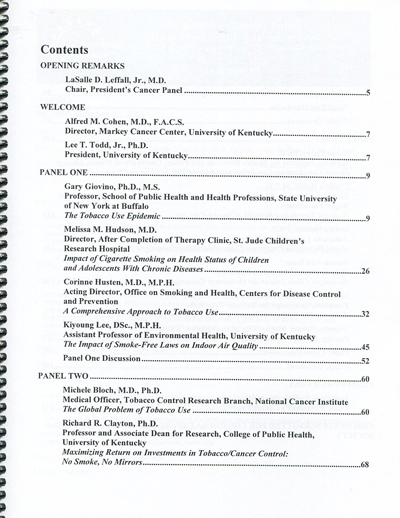 Contents
OPENING REMARKS
LaSalle D. Leffall, Jr., M.D.
Chair, President's Cancer Panel ........ 5
WELCOME
Alfred M. Cohen, M.D., F.A.C.S.
Director, Markey Cancer Center, University of Kentucky ........ 7
Lee T. Todd, Jr., Ph.D.
President, University of Kentucky ........ 7
PANEL ONE ........ 9
Gary Giovino, Ph.D., M.S.
Professor, School of Public Health and Health Professions, State University
of New York at Buffalo
The Tobacco Use Epidemic ........ 9
Melissa M. Hudson, M.D.
Director, After Completion of Therapy Clinic, St. Jude Children's
Research Hospital
Impact of Cigarette Smoking on Health Status of Children
and Adolescents With Chronic Diseases ........ 26
Corinne Husten, M.D., M.P.H.
Acting Director, Office on Smoking and Health, Centers for Disease Control
and Prevention
A Comprehensive Approach to Tobacco Use ........ 32
Kiyoung Lee, DSc., M.P.H.
Assistant Professor of Environmental Health, University of Kentucky
The Impact of Smoke-Free Laws on Indoor Air Quality ........ 45
Panel One Discussion ........ 52
PANEL TWO ........ 60
Michele Bloch, M.D., Ph.D.
Medical Officer, Tobacco Control Research Branch, National Cancer Institute
The Global Problem of Tobacco Use ........ 60
Richard R. Clayton, Ph.D.
Professor and Associate Dean for Research, College of Public Health,
University of Kentucky
Maximizing Return on Investments in Tobacco/Cancer Control:
No Smoke, No Mirrors ........ 68